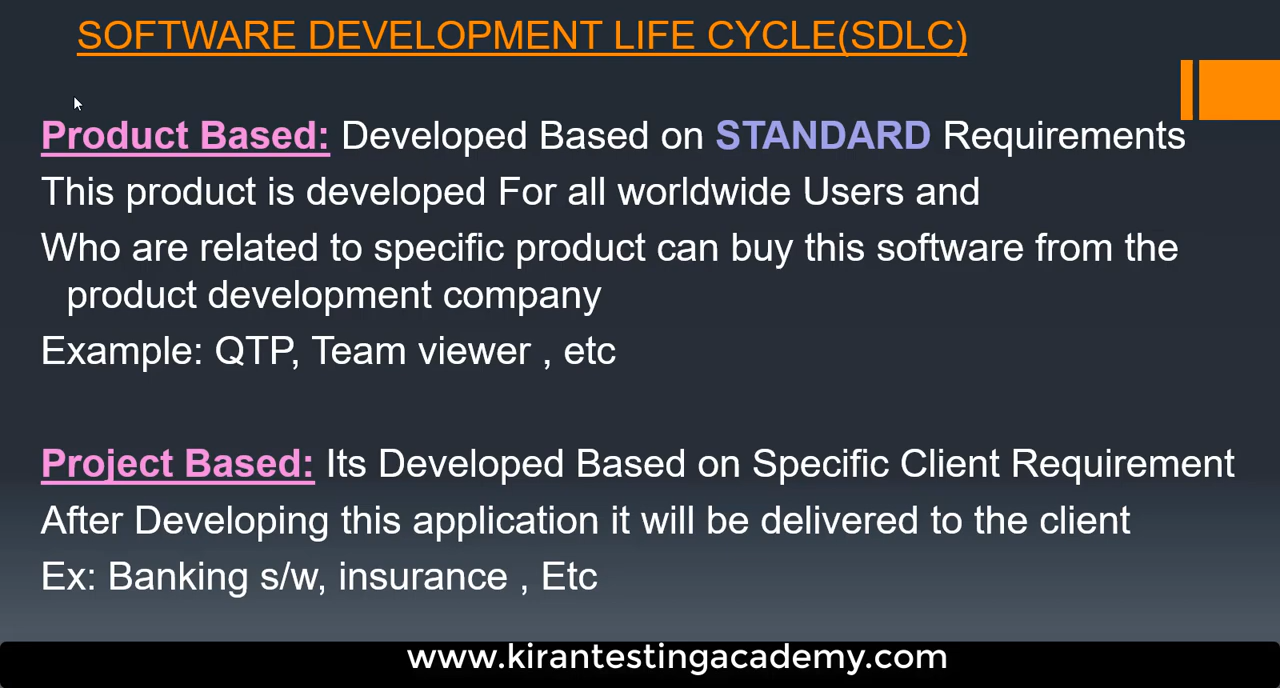 SOFTWARE DEVELOPMENT LIFE CYCLE(SDLC)
Product Based: Developed Based on STANDARD Requirements
This product is developed For all worldwide Users and
Who are related to specific product can buy this software from the
product development company
Example: QTP, Team viewer , etc
Project Based: Its Developed Based on Specific Client Requirement
After Developing this application it will be delivered to the client
Ex: Banking s/w, insurance , Etc
www.kirantestingacademy.com